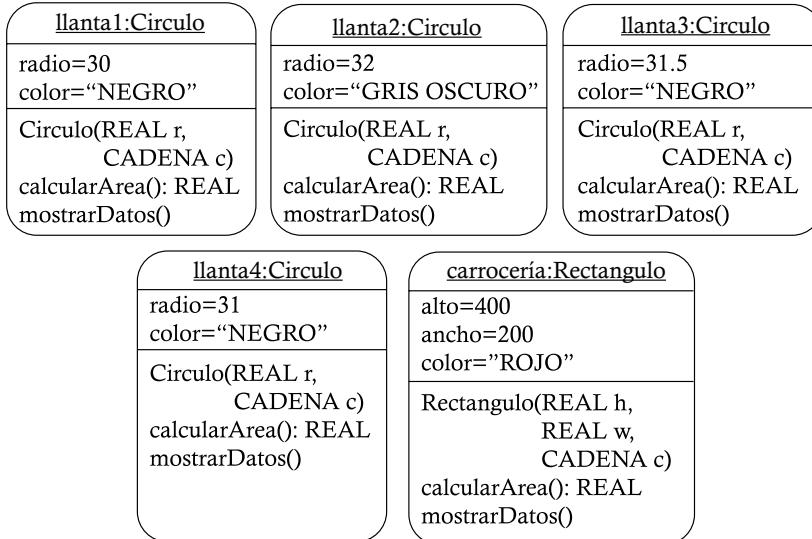 llanta1:Circulo
radio=30
color=“NEGRO”
Circulo(REAL r,
CADENA c)
calcularArea(): REAL
mostrarDatos()
llanta2:Circulo
radio=32
color=“GRIS OSCURO”
Circulo(REAL r,
CADENA c)
calcularArea(): REAL
mostrarDatos()
llanta3:Circulo
radio=31.5
color=“NEGRO”
Circulo(REAL r,
CADENA c)
calcularArea(): REAL
mostrarDatos()
llanta4:Circulo
radio=31
color=”NEGRO”
Circulo(REAL r,
CADENA c)
calcularArea(): REAL
mostrarDatos()
carrocería:Rectangulo
alto=400
ancho=200
color="ROJO”
Rectangulo(REAL h,
REAL w,
CADENA c)
calcularArea(): REAL
mostrarDatos()